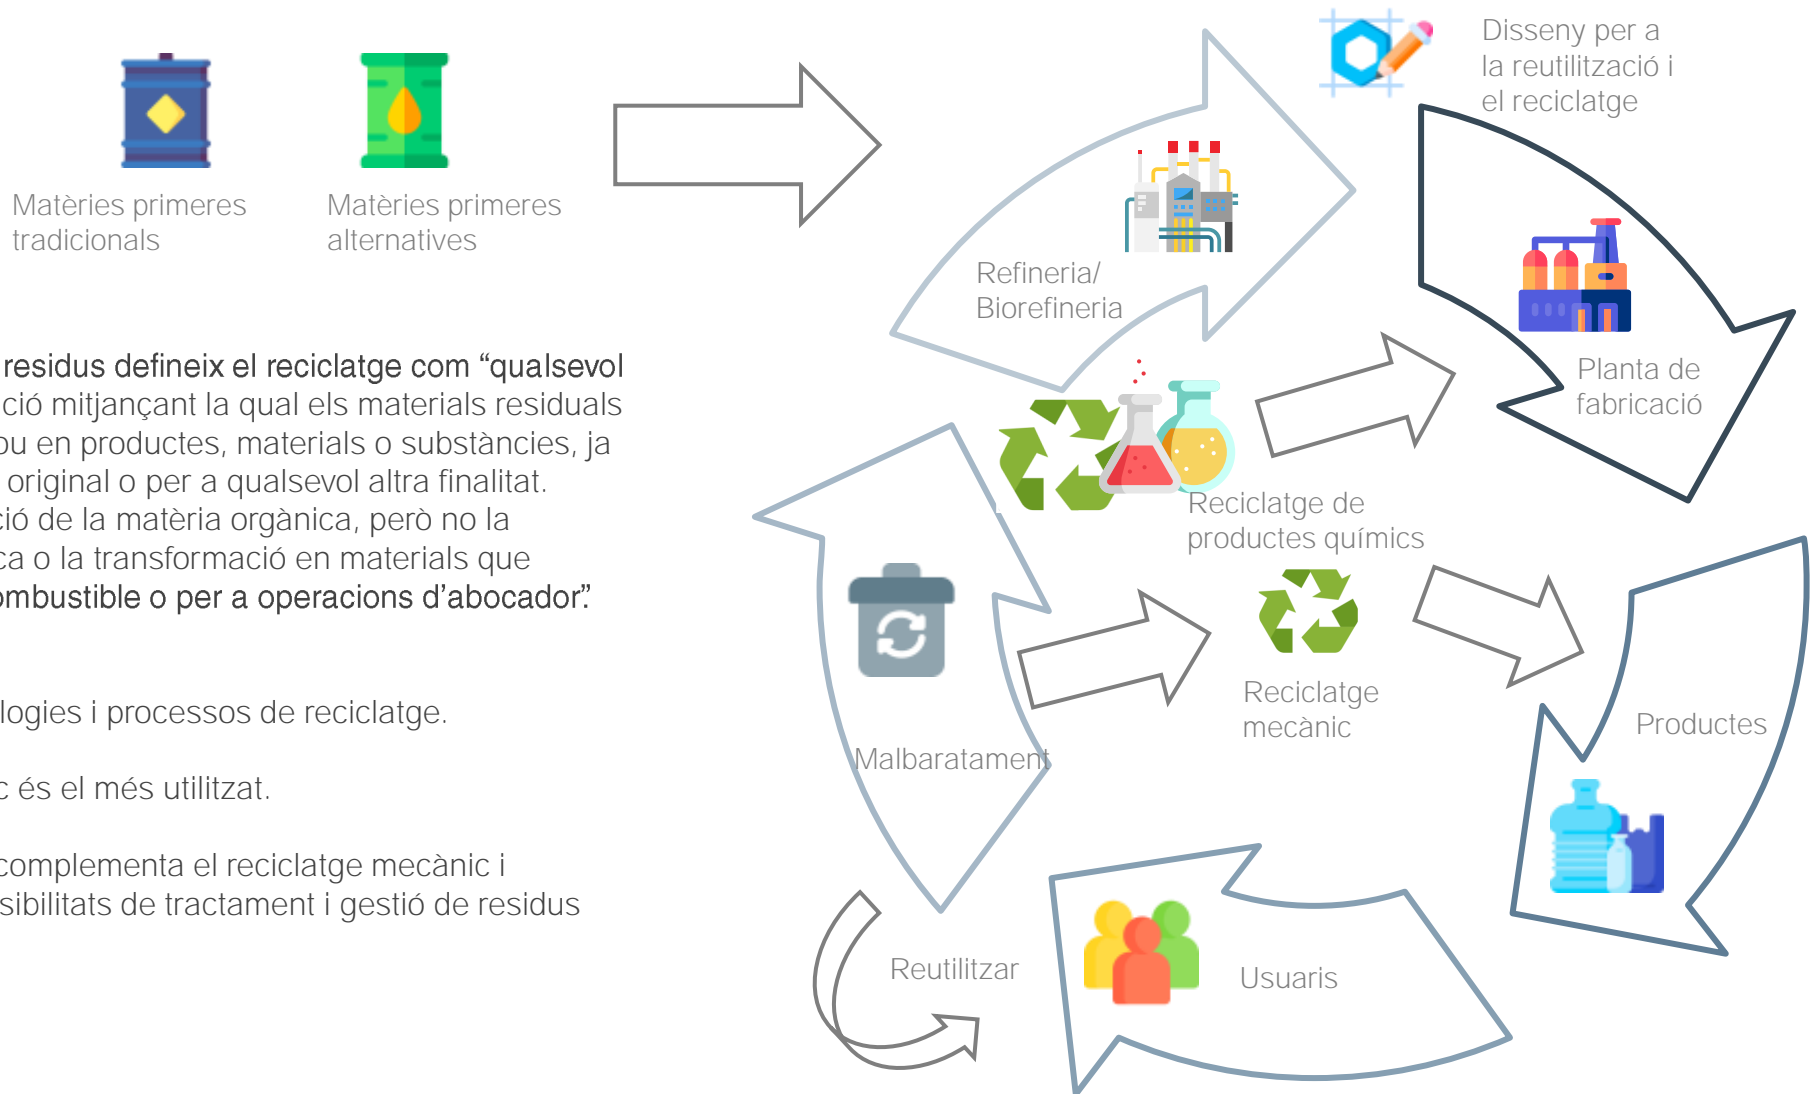 Disseny per a
la reutilització i
el reciclatge
Matèries primeres
tradicionals
Matèries primeres
alternatives
Refineria/
Biorefineria
Planta de
fabricació
residus defineix el reciclatge com “qualsevol
ció mitjançant la qual els materials residuals
ou en productes, materials o substàncies, ja
original o per a qualsevol altra finalitat.
ció de la matèria orgànica, però no la
ca o la transformació en materials que
ombustible o per a operacions d’abocador”.
logies i processos de reciclatge.
c és el més utilitzat.
complementa el reciclatge mecànic i
sibilitats de tractament i gestió de residus
Reciclatge de
productes químics
Reciclatge
mecànic
Malbaratament
Productes
Reutilitzar
Usuaris